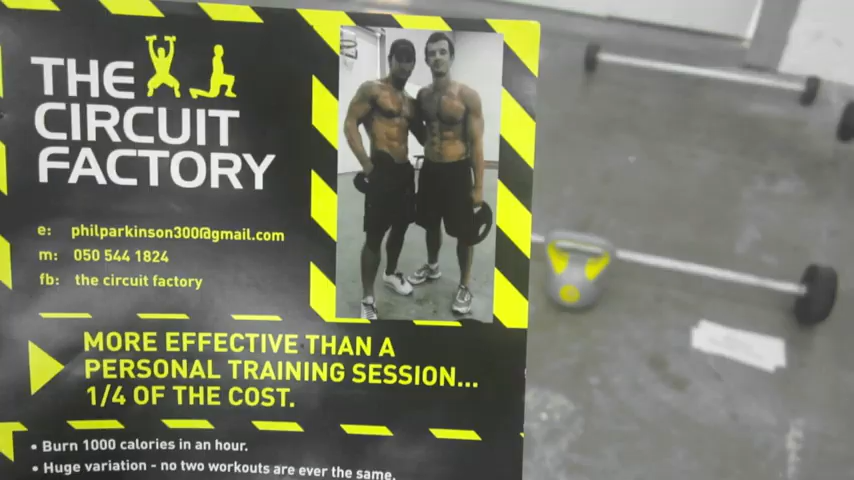 THE
CIRCUIT
FACTORY
e: philparkinson300@gmail.com
m: 050 544 1824
fb: the circuit factory
MORE EFFECTIVE THAN A
PERSONAL TRAINING SESSION...
1/4 OF THE COST.
• Burn 1000 calories in an hour.
• Huge variation - no two workouts are ever the same.